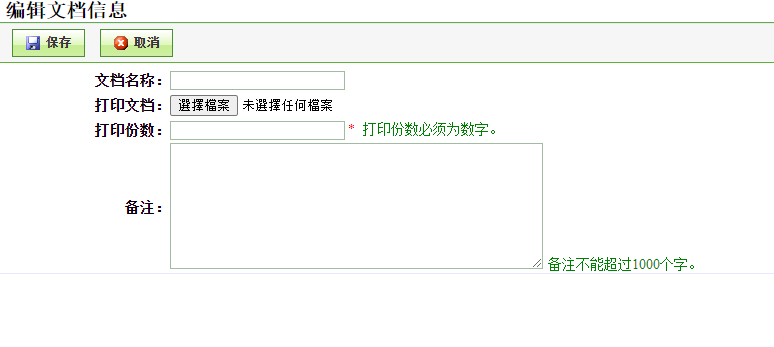 编辑文档信息
保存 取消
文档名称：
打印文档： 選擇檔案 未選擇任何檔案
打印份数： * 打印份数必须为数字。
备注： 备注不能超过1000个字。